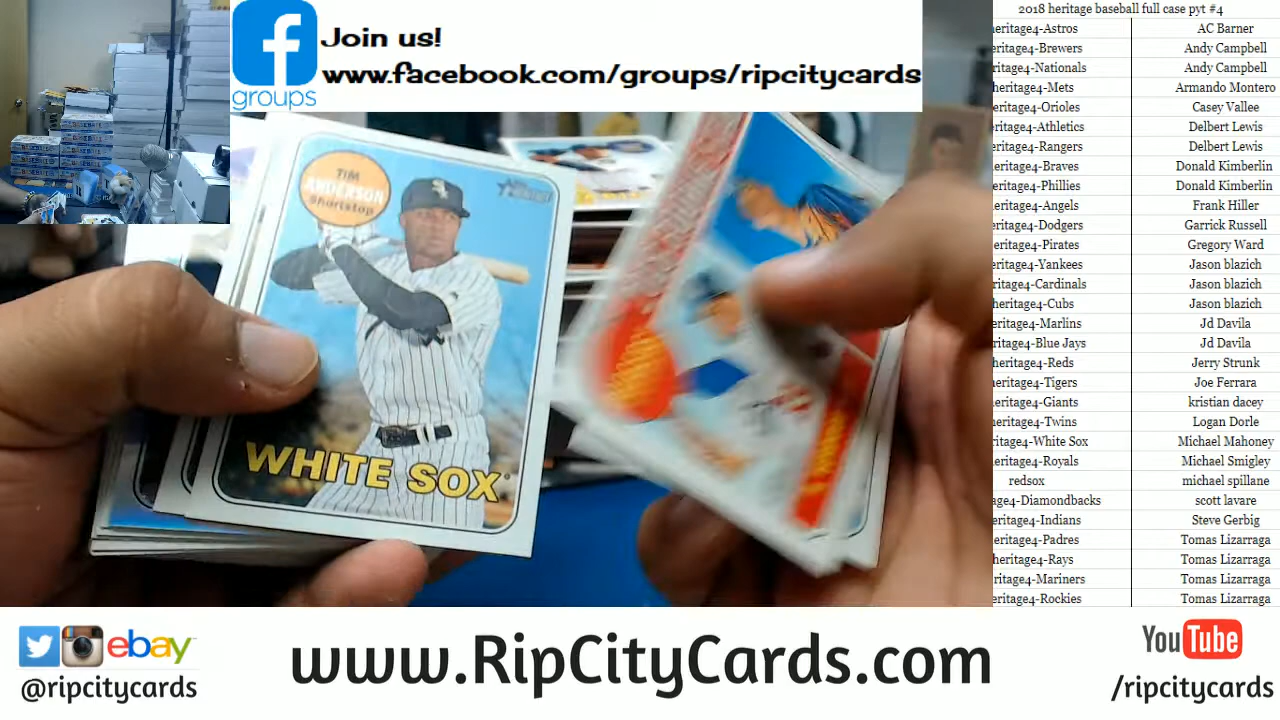 Join us!
www.facebook.com/groups/ripcitycards
groups
2018 heritage baseball full case pyt #4
eritage4-Astros AC Barner
eritage4-Brewers Andy Campbell
ritage4-Nationals Andy Campbell
heritage4-Mets Armando Montero
eritage4-Orioles Casey Vallee
eritage4-Athletics Delbert Lewis
eritage4-Rangers Delbert Lewis
eritage4-Braves Donald Kimberlin
eritage4-Phillies Donald Kimberlin
eritage4-Angels Frank Hiller
eritage4-Dodgers Garrick Russell
eritage4-Pirates Gregory Ward
eritage4-Yankees Jason blazich
ritage4-Cardinals Jason blazich
heritage4-Cubs Jason blazich
eritage4-Marlins Jd Davila
ritage4-Blue Jays Jd Davila
heritage4-Reds Jerry Strunk
eritage4-Tigers Joe Ferrara
eritage4-Giants kristian dacey
eritage4-Twins Logan Dorle
ritage4-White Sox Michael Mahoney
eritage4-Royals Michael Smigley
redsox michael spillane
age4-Diamondbacks scott lavare
eritage4-Indians Steve Gerbig
eritage4-Padres Tomas Lizarraga
heritage4-Rays Tomas Lizarraga
ritage4-Mariners Tomas Lizarraga
ritage4-Rockies Tomas Lizarraga
TIM
ANDERSON
Shortstop
Heritage
WHITE SOX
ebay
@ripcitycards
www.RipCityCards.com
YouTube
/ripcitycards